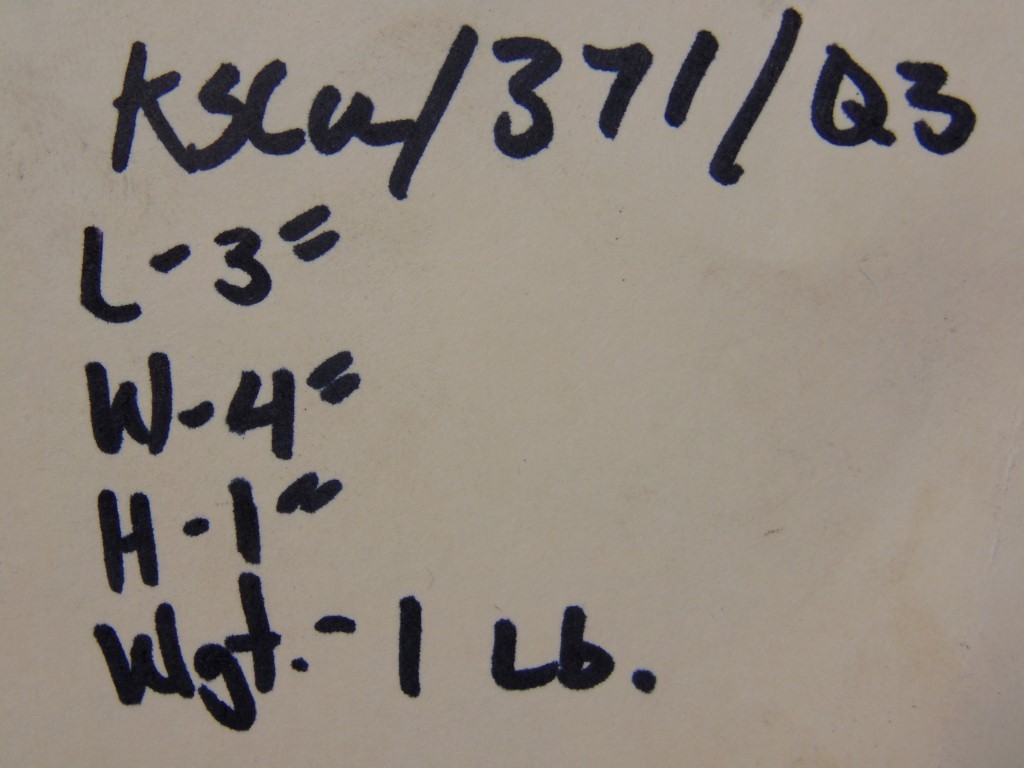 KSCW/371/Q3
L-3"
W-4"
H-1"
Wgt.-1 Lb.